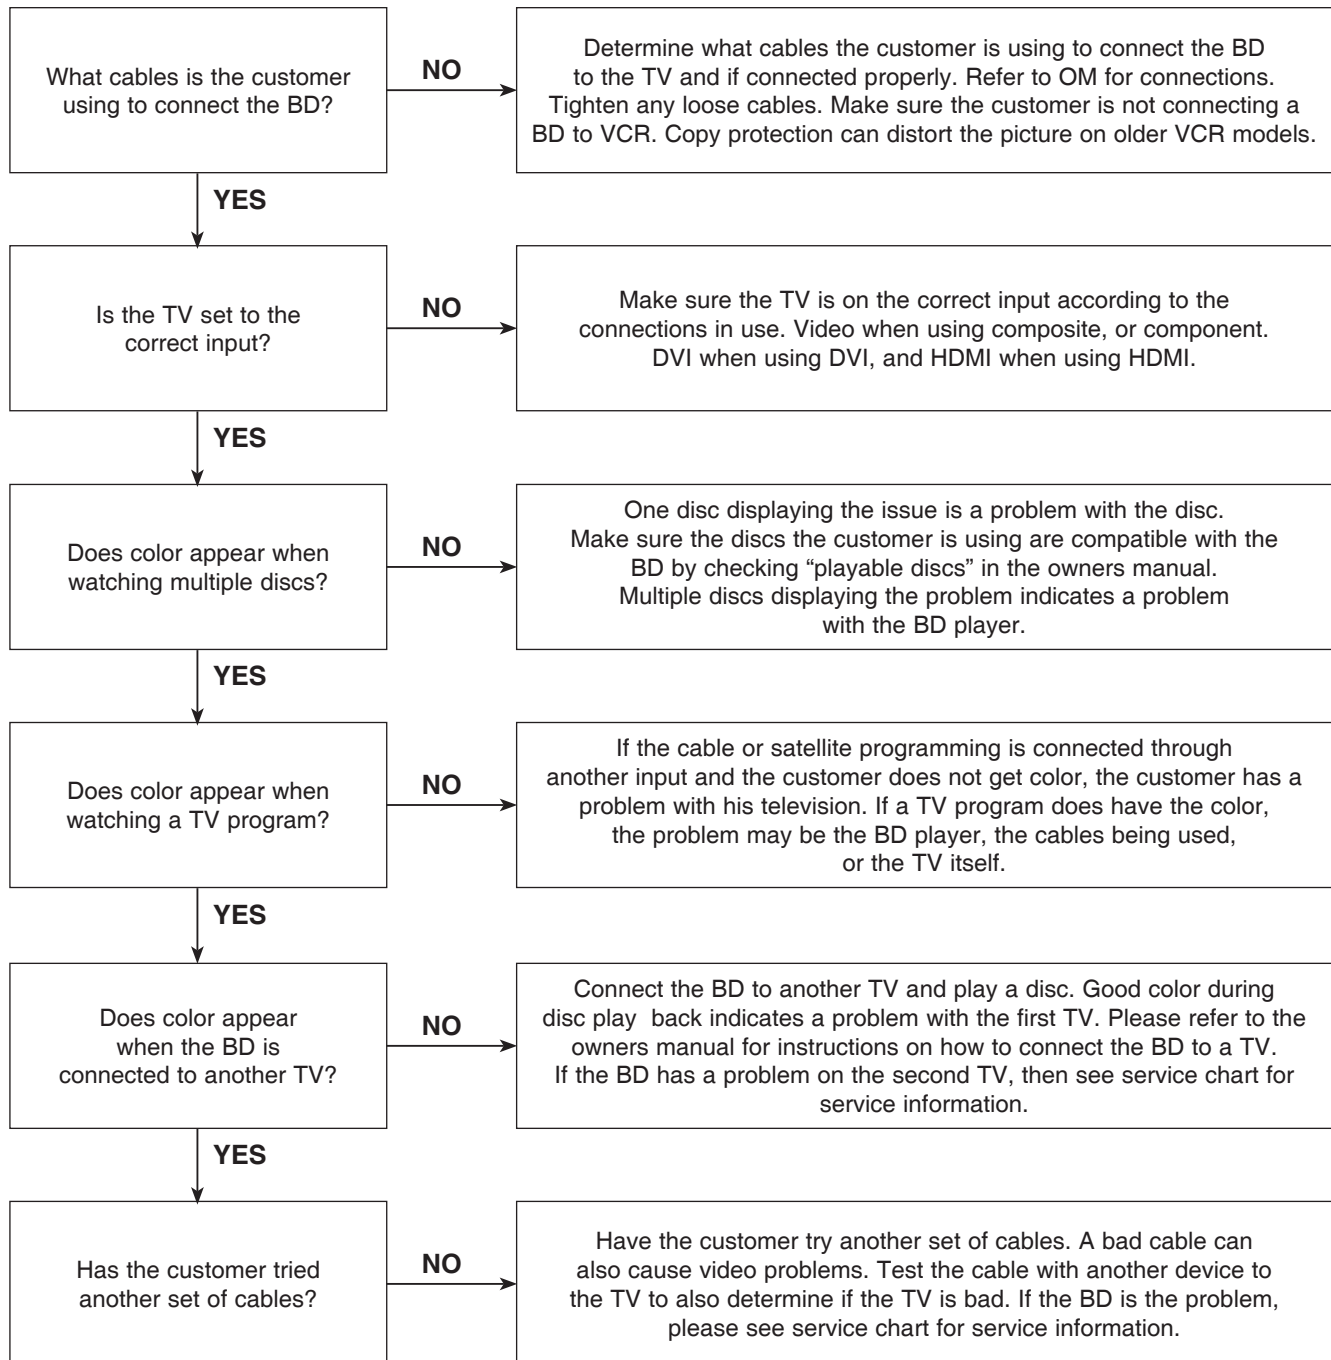 What cables is the customer
using to connect the BD?
NO
Determine what cables the customer is using to connect the BD
to the TV and if connected properly. Refer to OM for connections.
Tighten any loose cables. Make sure the customer is not connecting a
BD to VCR. Copy protection can distort the picture on older VCR models.
YES
Is the TV set to the
correct input?
NO
Make sure the TV is on the correct input according to the
connections in use. Video when using composite, or component.
DVI when using DVI, and HDMI when using HDMI.
YES
Does color appear when
watching multiple discs?
NO
One disc displaying the issue is a problem with the disc.
Make sure the discs the customer is using are compatible with the
BD by checking “playable discs” in the owners manual.
Multiple discs displaying the problem indicates a problem
with the BD player.
YES
Does color appear when
watching a TV program?
NO
If the cable or satellite programming is connected through
another input and the customer does not get color, the customer has a
problem with his television. If a TV program does have the color,
the problem may be the BD player, the cables being used,
or the TV itself.
YES
Does color appear
when the BD is
connected to another TV?
NO
Connect the BD to another TV and play a disc. Good color during
disc play  back indicates a problem with the first TV. Please refer to the
owners manual for instructions on how to connect the BD to a TV.
If the BD has a problem on the second TV, then see service chart for
service information.
YES
Has the customer tried
another set of cables?
NO
Have the customer try another set of cables. A bad cable can
also cause video problems. Test the cable with another device to
the TV to also determine if the TV is bad. If the BD is the problem,
please see service chart for service information.